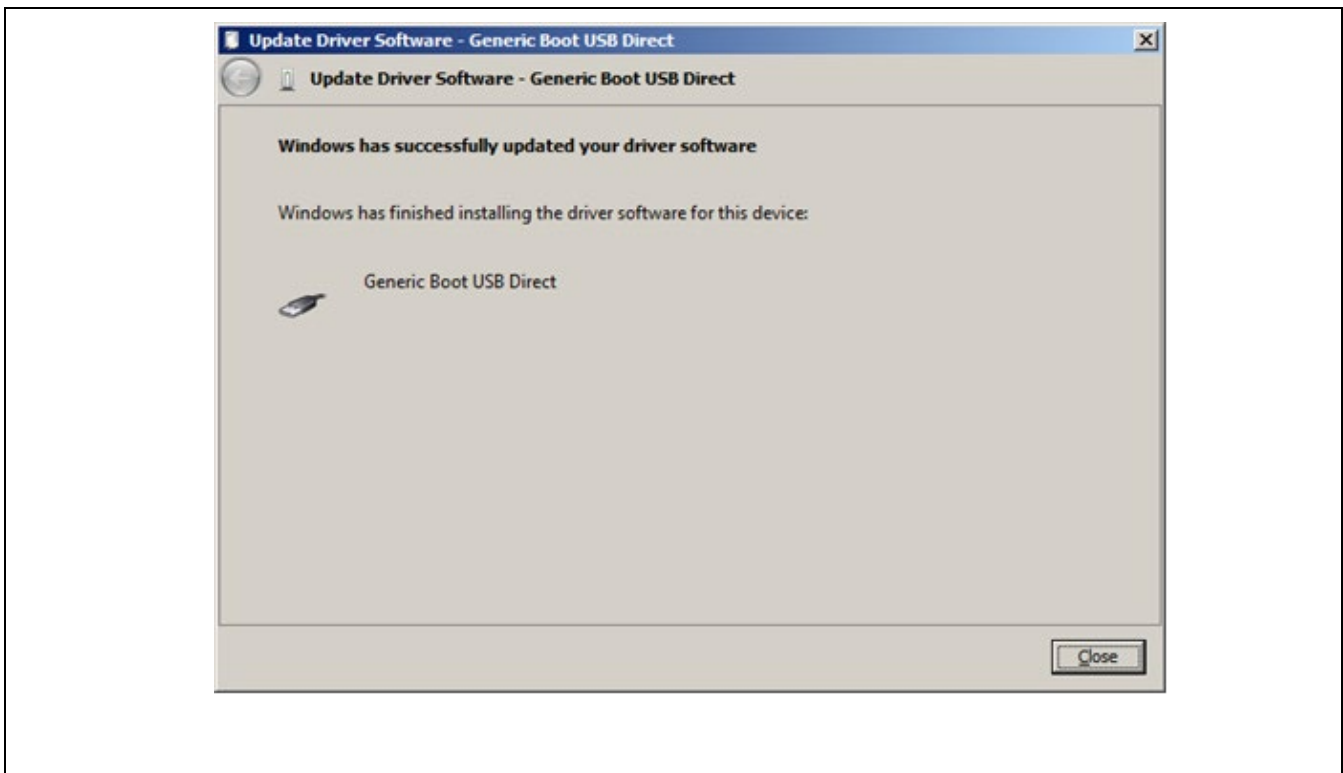 Update Driver Software - Generic Boot USB Direct
Update Driver Software - Generic Boot USB Direct
Windows has successfully updated your driver software
Windows has finished installing the driver software for this device:
Generic Boot USB Direct
Close